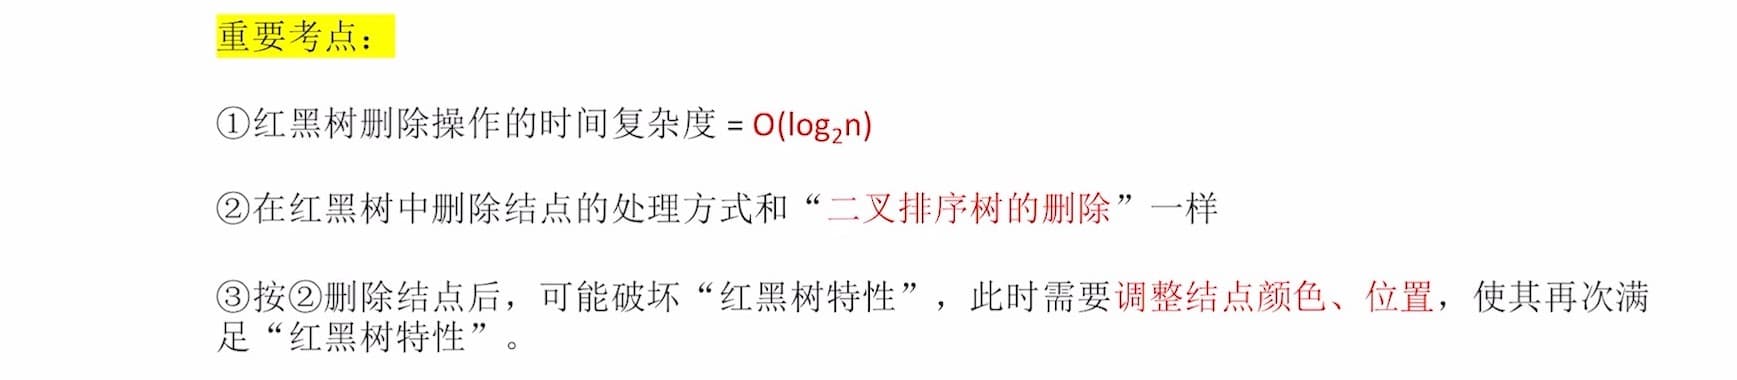 重要考点：
①红黑树删除操作的时间复杂度 = O(log₂n)
②在红黑树中删除结点的处理方式和“二叉排序树的删除”一样
③按②删除结点后，可能破坏“红黑树特性”，此时需要调整结点颜色、位置，使其再次满
足“红黑树特性”。